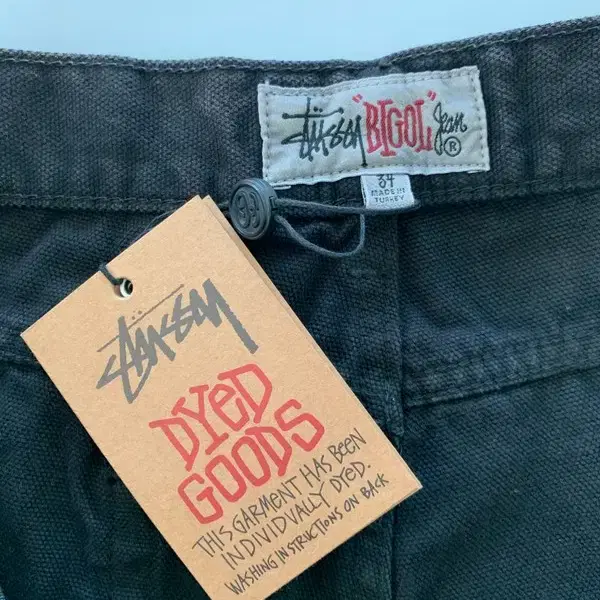 Stüssy "BIGOL" Jean ®
34
MADE IN
TURKEY
Stüssy
DYED
GOODS
THIS GARMENT HAS BEEN
INDIVIDUALLY DYED.
WASHING INSTRUCTIONS ON BACK